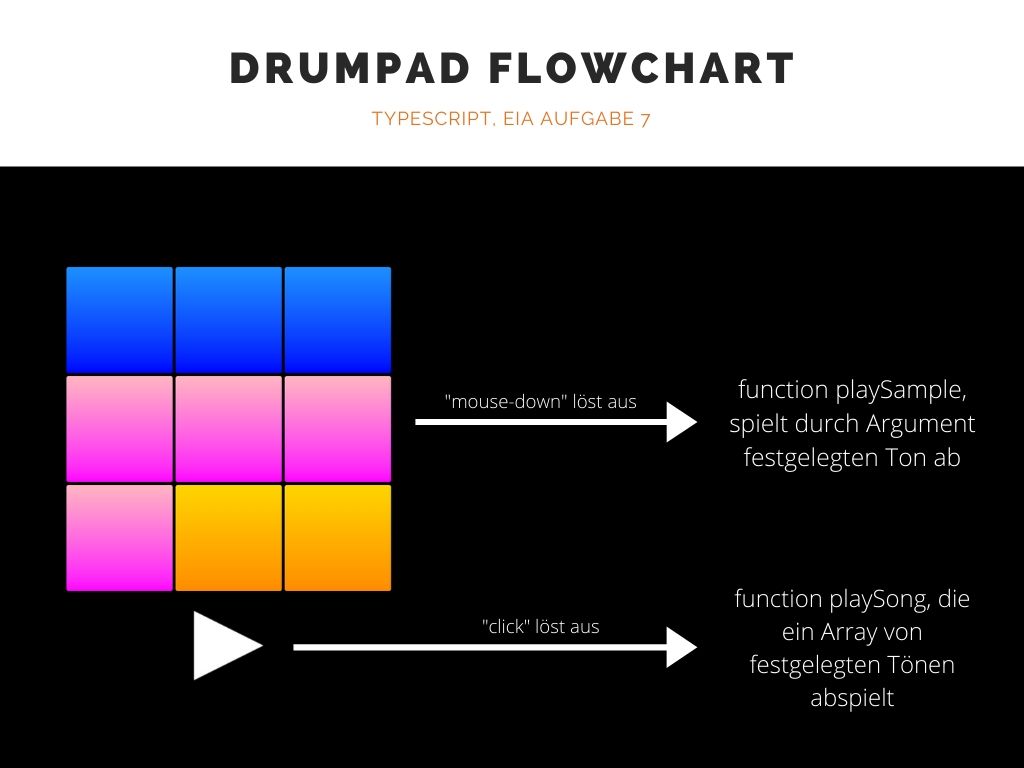 DRUMPAD FLOWCHART
TYPESCRIPT, EIA AUFGABE 7
"mouse-down" löst aus
function playSample,
spielt durch Argument
festgelegten Ton ab
"click" löst aus
function playSong, die
ein Array von
festgelegten Tönen
abspielt